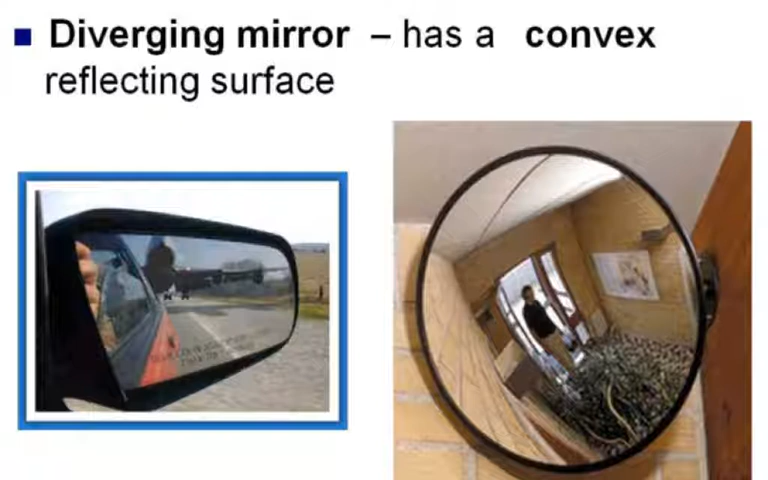 Diverging mirror – has a convex
reflecting surface